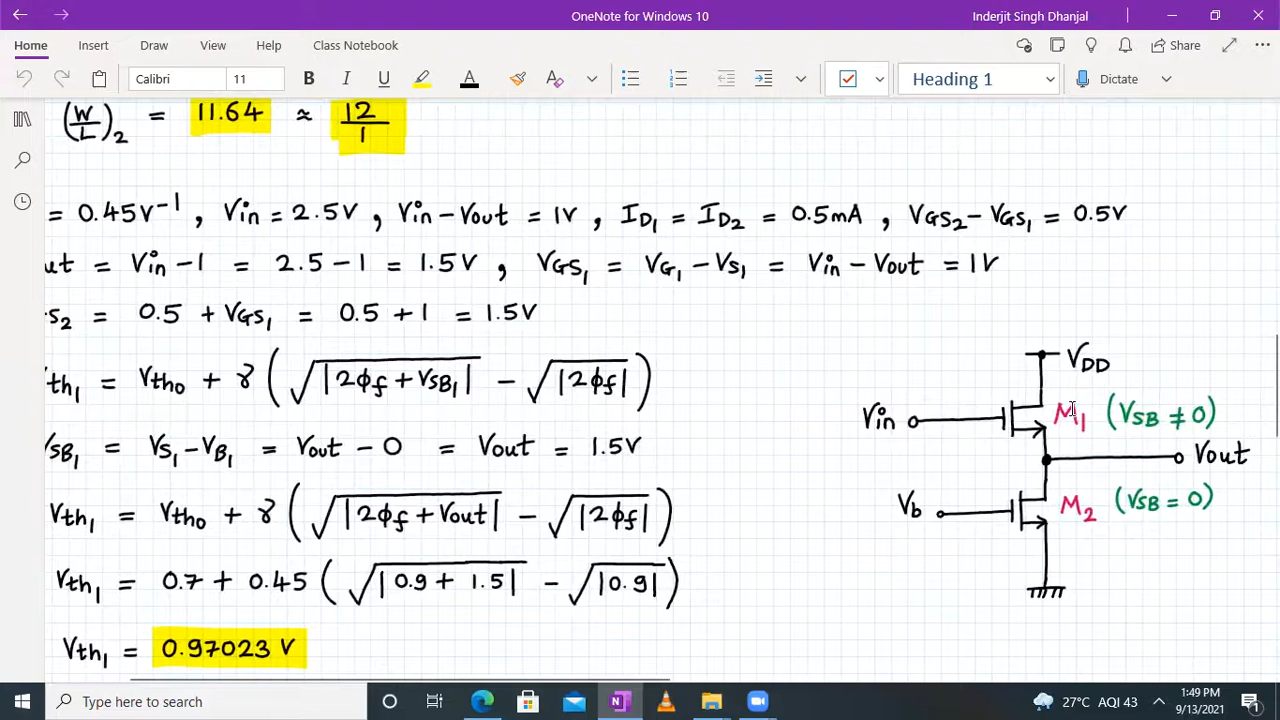 OneNote for Windows 10
Inderjit Singh Dhanjal
Home Insert Draw View Help Class Notebook Share
Calibri 11 B I U A Heading 1 Dictate
(W/L)₂ = 11.64 ≈ 12/1
= 0.45V⁻¹ , Vin = 2.5V , Vin - Vout = 1V , ID₁ = ID₂ = 0.5mA , VGS₂ - VGS₁ = 0.5V
ut = Vin - 1 = 2.5 - 1 = 1.5V , VGS₁ = VG₁ - VS₁ = Vin - Vout = 1V
GS₂ = 0.5 + VGS₁ = 0.5 + 1 = 1.5V
Vth₁ = Vth₀ + γ ( √|2ϕf + VSB₁| - √|2ϕf| )
VSB₁ = VS₁ - VB₁ = Vout - 0 = Vout = 1.5V
Vth₁ = Vth₀ + γ ( √|2ϕf + Vout| - √|2ϕf| )
Vth₁ = 0.7 + 0.45 ( √|0.9 + 1.5| - √|0.9| )
Vth₁ = 0.97023 V
VDD
Vin M₁ (VSB ≠ 0)
Vout
Vb M₂ (VSB = 0)
Type here to search
27°C AQI 43
1:49 PM
9/13/2021
1